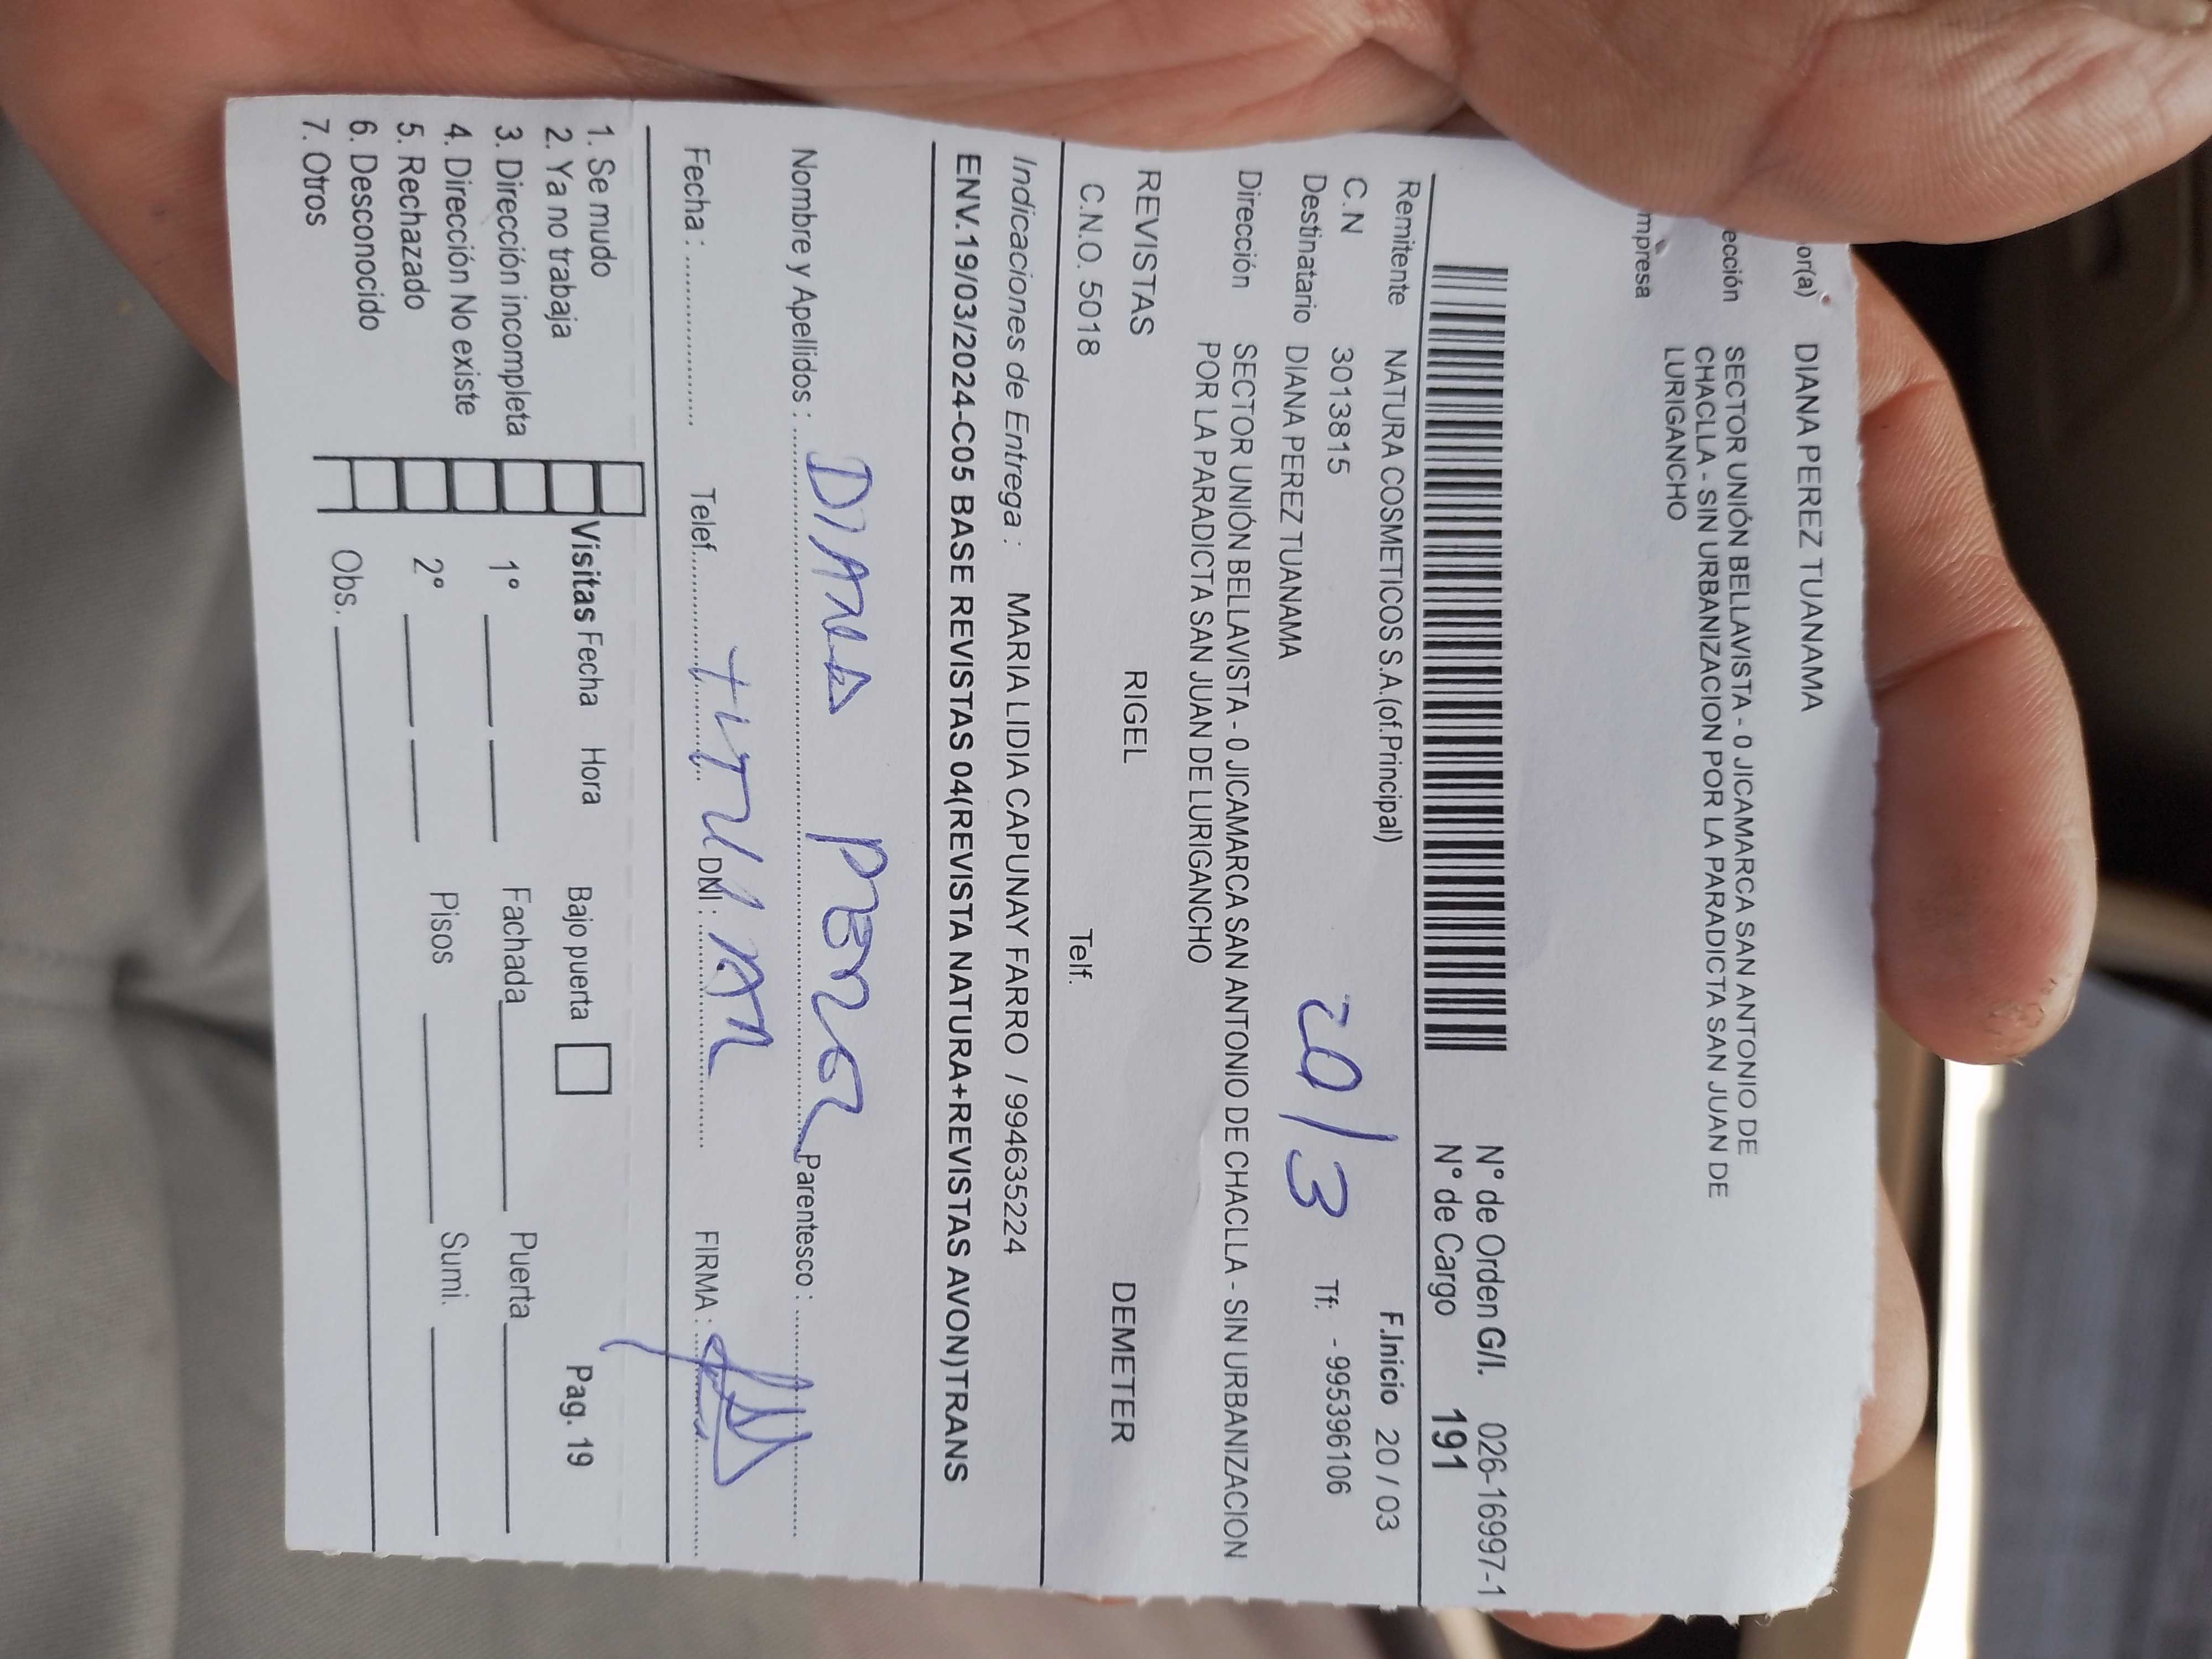 or(a) DIANA PEREZ TUANAMA
ección SECTOR UNIÓN BELLAVISTA - 0 JICAMARCA SAN ANTONIO DE
CHACLLA - SIN URBANIZACION POR LA PARADICTA SAN JUAN DE
LURIGANCHO
mpresa
N° de Orden G/I. 026-16997-1
N° de Cargo 191
Remitente NATURA COSMETICOS S.A.(of.Principal) F.Inicio 20 / 03
C.N 3013815 20/3 Tf: - 995396106
Destinatario DIANA PEREZ TUANAMA
Dirección SECTOR UNIÓN BELLAVISTA - 0 JICAMARCA SAN ANTONIO DE CHACLLA - SIN URBANIZACION
POR LA PARADICTA SAN JUAN DE LURIGANCHO
REVISTAS RIGEL DEMETER
C.N.O. 5018 Telf.
Indicaciones de Entrega : MARIA LIDIA CAPUNAY FARRO / 994635224
ENV.19/03/2024-C05 BASE REVISTAS 04(REVISTA NATURA+REVISTAS AVON)TRANS
Nombre y Apellidos : DIANA PEREZ Parentesco :
Fecha : Telef. TITULAR DNI : FIRMA :
1. Se mudo
2. Ya no trabaja
3. Dirección incompleta
4. Dirección No existe
5. Rechazado
6. Desconocido
7. Otros
Visitas Fecha Hora Bajo puerta Pag. 19
1° Fachada Puerta
2° Pisos Sumi.
Obs.